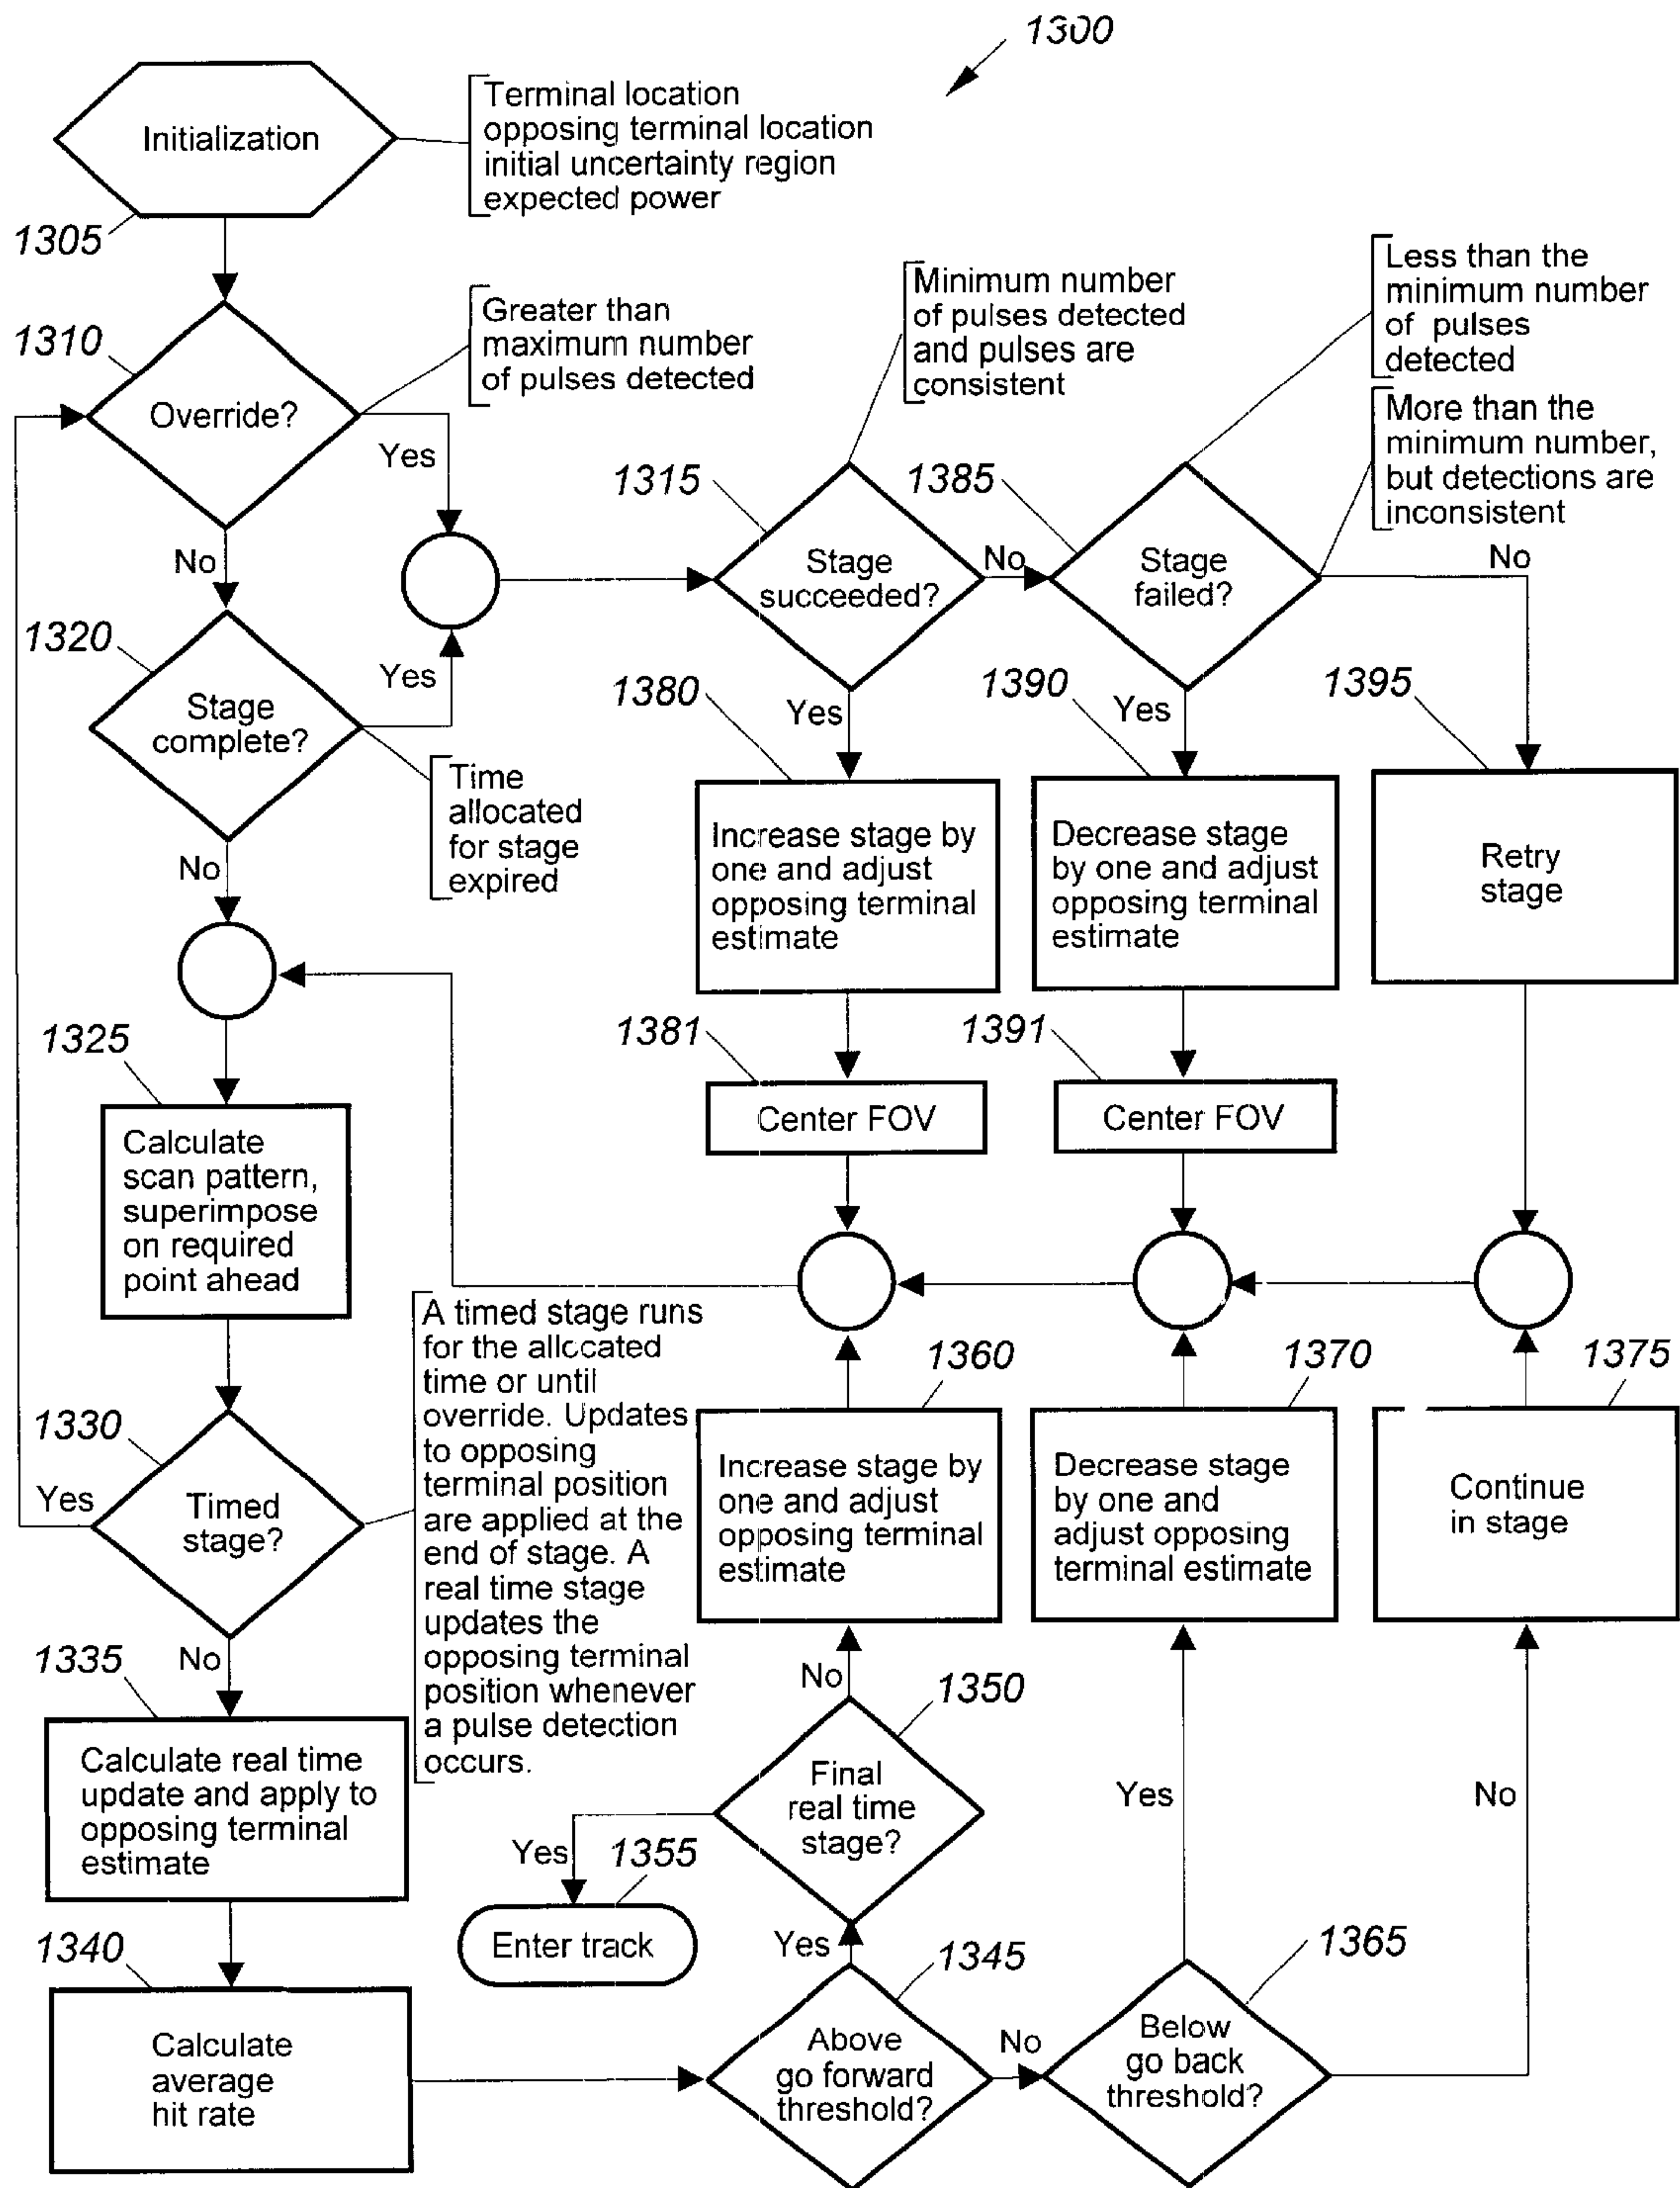 1300
Initialization
Terminal location
opposing terminal location
initial uncertainty region
expected power
1305
1310
Override?
Greater than
maximum number
of pulses detected
Yes
No
Minimum number
of pulses detected
and pulses are
consistent
Less than the
minimum number
of pulses
detected
More than the
minimum number,
but detections are
inconsistent
1315
Stage
succeeded?
No
1385
Stage
failed?
No
1320
Stage
complete?
Yes
Time
allocated
for stage
expired
No
1380
Yes
Increase stage by
one and adjust
opposing terminal
estimate
1390
Yes
Decrease stage
by one and adjust
opposing terminal
estimate
1395
Retry
stage
1381
Center FOV
1391
Center FOV
1325
Calculate
scan pattern,
superimpose
on required
point ahead
A timed stage runs
for the allocated
time or until
override. Updates
to opposing
terminal position
are applied at the
end of stage. A
real time stage
updates the
opposing terminal
position whenever
a pulse detection
occurs.
1330
Timed
stage?
Yes
No
1360
Increase stage by
one and adjust
opposing terminal
estimate
1370
Decrease stage
by one and
adjust opposing
terminal estimate
1375
Continue
in stage
1335
Calculate real time
update and apply to
opposing terminal
estimate
No
1350
Final
real time
stage?
Yes
1355
Enter track
Yes
No
1340
Calculate
average
hit rate
Yes
1345
Above
go forward
threshold?
No
1365
Below
go back
threshold?